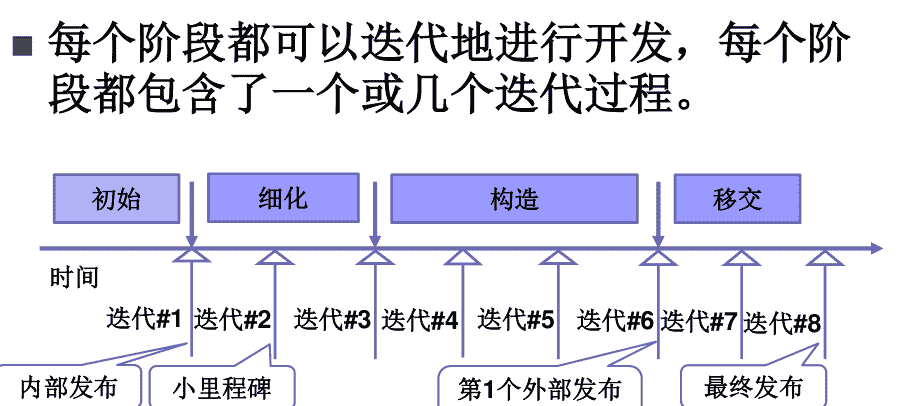 每个阶段都可以迭代地进行开发，每个阶
段都包含了一个或几个迭代过程。
初始 细化 构造 移交
时间
迭代#1 迭代#2 迭代#3 迭代#4 迭代#5 迭代#6 迭代#7 迭代#8
内部发布 小里程碑 第1个外部发布 最终发布